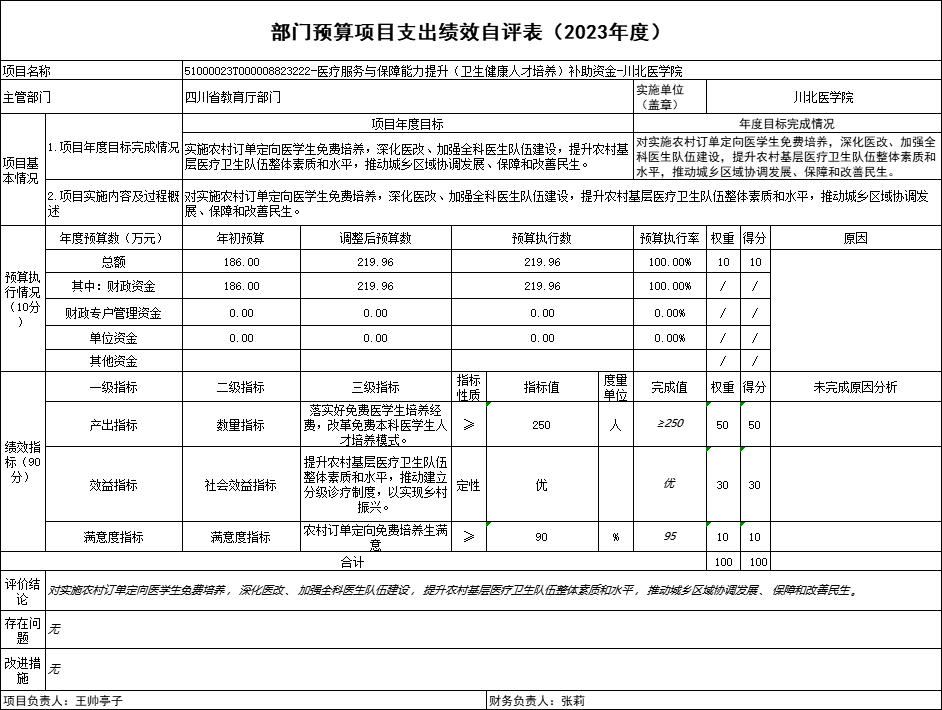 部门预算项目支出绩效自评表（2023年度）
项目名称 51000023T000008823222-医疗服务与保障能力提升（卫生健康人才培养）补助资金-川北医学院
主管部门 四川省教育厅部门 实施单位（盖章） 川北医学院
项目基本情况
1.项目年度目标完成情况
项目年度目标 年度目标完成情况
实施农村订单定向医学生免费培养，深化医改、加强全科医生队伍建设，提升农村基
层医疗卫生队伍整体素质和水平，推动城乡区域协调发展、保障和改善民生。
对实施农村订单定向医学生免费培养，深化医改、加强全
科医生队伍建设，提升农村基层医疗卫生队伍整体素质和
水平，推动城乡区域协调发展、保障和改善民生。
2.项目实施内容及过程概述
对实施农村订单定向医学生免费培养，深化医改、加强全科医生队伍建设，提升农村基层医疗卫生队伍整体素质和水平，推动城乡区域协调发
展、保障和改善民生。
预算执行情况（10分）
年度预算数（万元） 年初预算 调整后预算数 预算执行数 预算执行率 权重 得分 原因
总额 186.00 219.96 219.96 100.00% 10 10
其中：财政资金 186.00 219.96 219.96 100.00% / /
财政专户管理资金 0.00 0.00 0.00 0.00% / /
单位资金 0.00 0.00 0.00 0.00% / /
其他资金 / /
绩效指标（90分）
一级指标 二级指标 三级指标 指标性质 指标值 度量单位 完成值 权重 得分 未完成原因分析
产出指标 数量指标 落实好免费医学生培养经费，改革免费本科医学生人才培养模式。 ≥ 250 人 ≥250 50 50
效益指标 社会效益指标 提升农村基层医疗卫生队伍整体素质和水平，推动建立分级诊疗制度，以实现乡村振兴。 定性 优 优 30 30
满意度指标 满意度指标 农村订单定向免费培养生满意 ≥ 90 % 95 10 10
合计 100 100
评价结论 对实施农村订单定向医学生免费培养，深化医改、加强全科医生队伍建设，提升农村基层医疗卫生队伍整体素质和水平，推动城乡区域协调发展、保障和改善民生。
存在问题 无
改进措施 无
项目负责人：王帅亭子 财务负责人：张莉